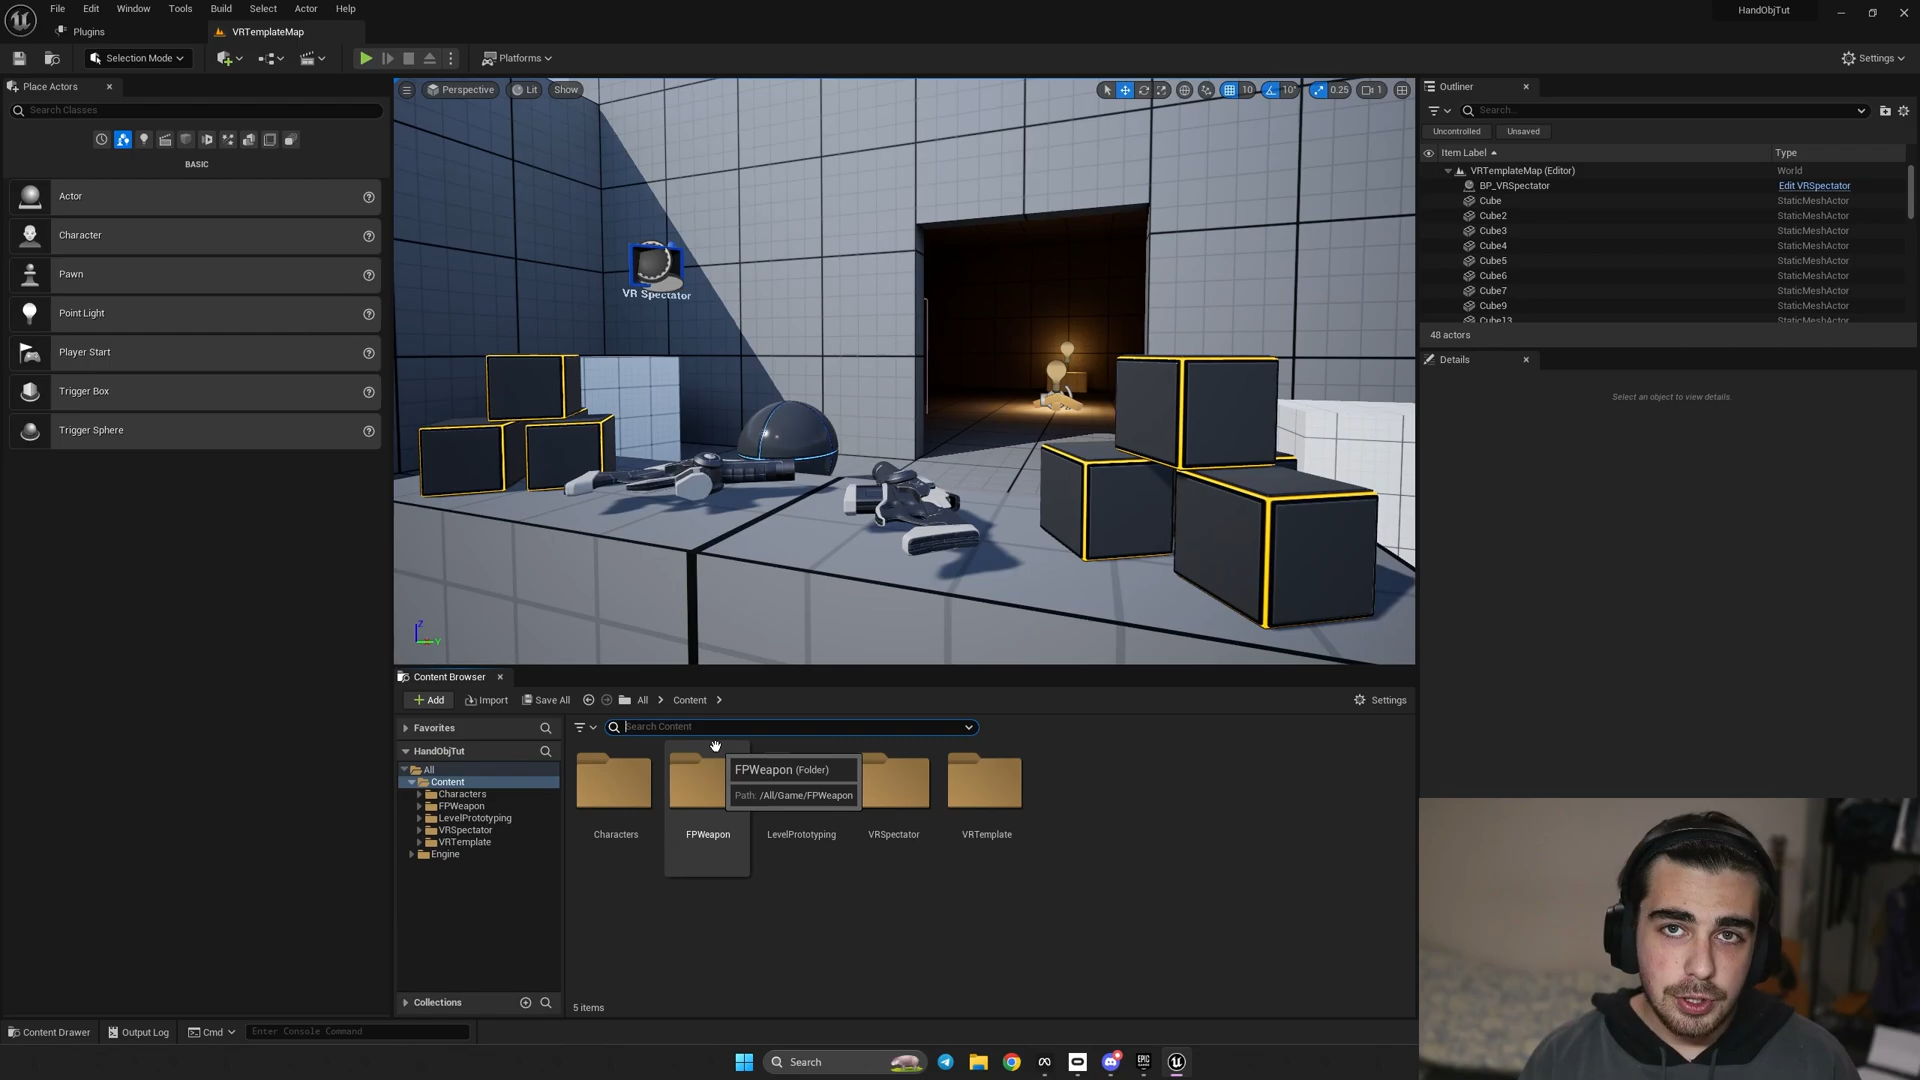 File Edit Window Tools Build Select Actor Help
HandObjTut
Plugins
VRTemplateMap
Selection Mode
Platforms
Settings
Place Actors
Search Classes
BASIC
Actor
Character
Pawn
Point Light
Player Start
Trigger Box
Trigger Sphere
Perspective Lit Show
10 10° 0.25 1
VR Spectator
Outliner
Search...
Uncontrolled Unsaved
Item Label Type
VRTemplateMap (Editor) World
BP_VRSpectator Edit VRSpectator
Cube StaticMeshActor
Cube2 StaticMeshActor
Cube3 StaticMeshActor
Cube4 StaticMeshActor
Cube5 StaticMeshActor
Cube6 StaticMeshActor
Cube7 StaticMeshActor
Cube9 StaticMeshActor
Cube13 StaticMeshActor
48 actors
Details
Select an object to view details.
Content Browser
Add Import Save All All Content Settings
Favorites
HandObjTut
All
Content
Characters
FPWeapon
LevelPrototyping
VRSpectator
VRTemplate
Engine
Collections
Search Content
FPWeapon (Folder)
Path: /All/Game/FPWeapon
Characters FPWeapon LevelPrototyping VRSpectator VRTemplate
5 items
Content Drawer Output Log Cmd Enter Console Command
Search
EPIC
Z
Y